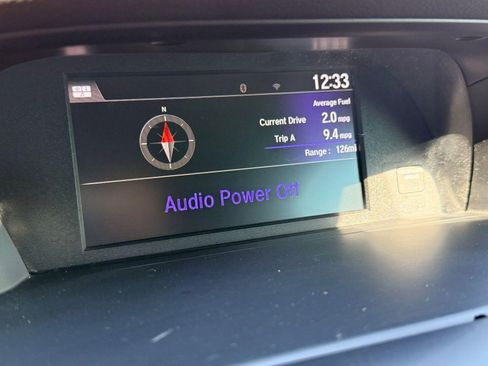 12:33
N
Average Fuel
Current Drive 2.0 mpg
Trip A 9.4 mpg
Range : 126mi
Audio Power Off